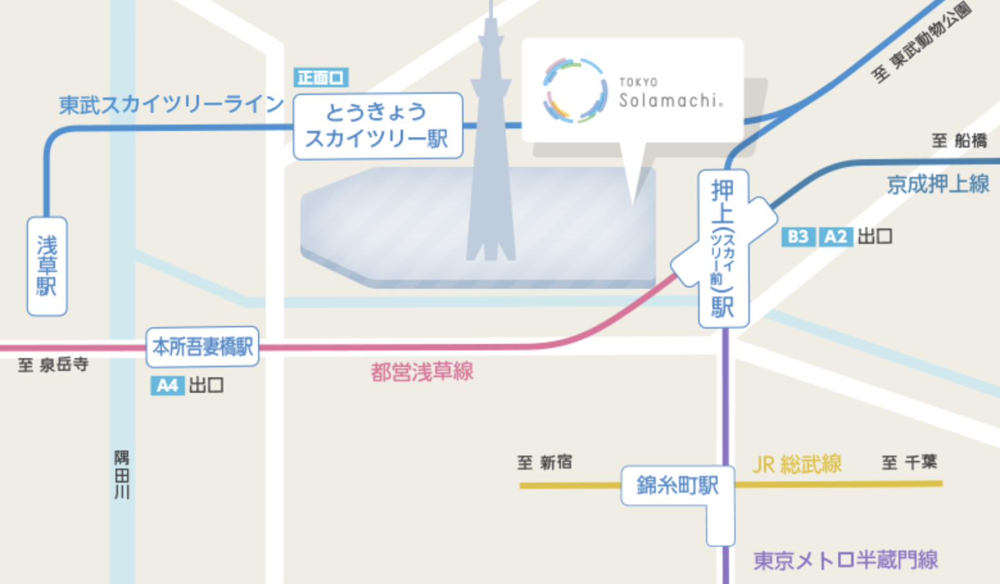 至 東武動物公園
正面口
TOKYO
Solamachi®
東武スカイツリーライン
とうきょう
スカイツリー駅
至 船橋
京成押上線
押上(スカイツリー前)駅
B3 A2 出口
浅草駅
本所吾妻橋駅
至 泉岳寺
都営浅草線
A4 出口
隅田川
至 新宿
JR 総武線
至 千葉
錦糸町駅
東京メトロ半蔵門線